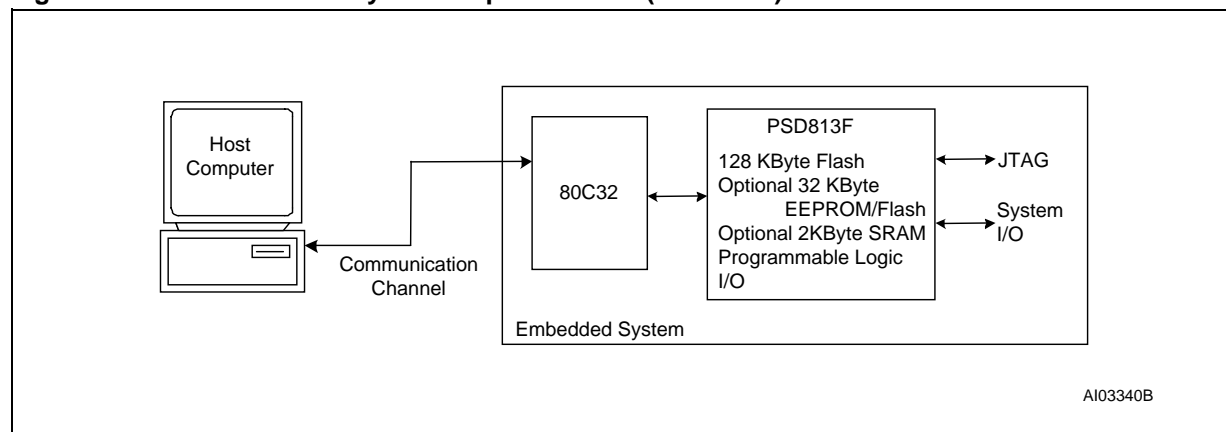 Host
Computer
Communication
Channel
80C32
PSD813F
128 KByte Flash
Optional 32 KByte
EEPROM/Flash
Optional 2KByte SRAM
Programmable Logic
I/O
JTAG
System
I/O
Embedded System
AI03340B